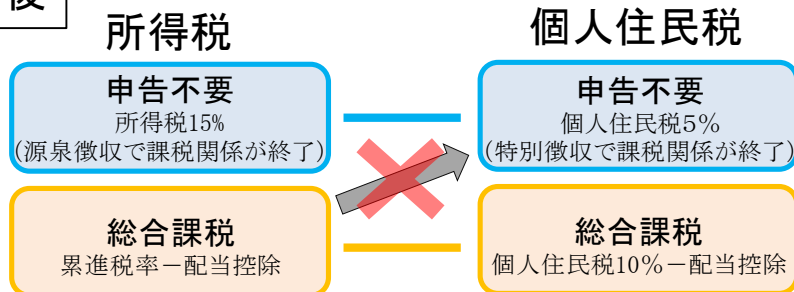 後
所得税
個人住民税
申告不要
所得税15%
(源泉徴収で課税関係が終了)
申告不要
個人住民税5%
(特別徴収で課税関係が終了)
総合課税
累進税率－配当控除
総合課税
個人住民税10%－配当控除